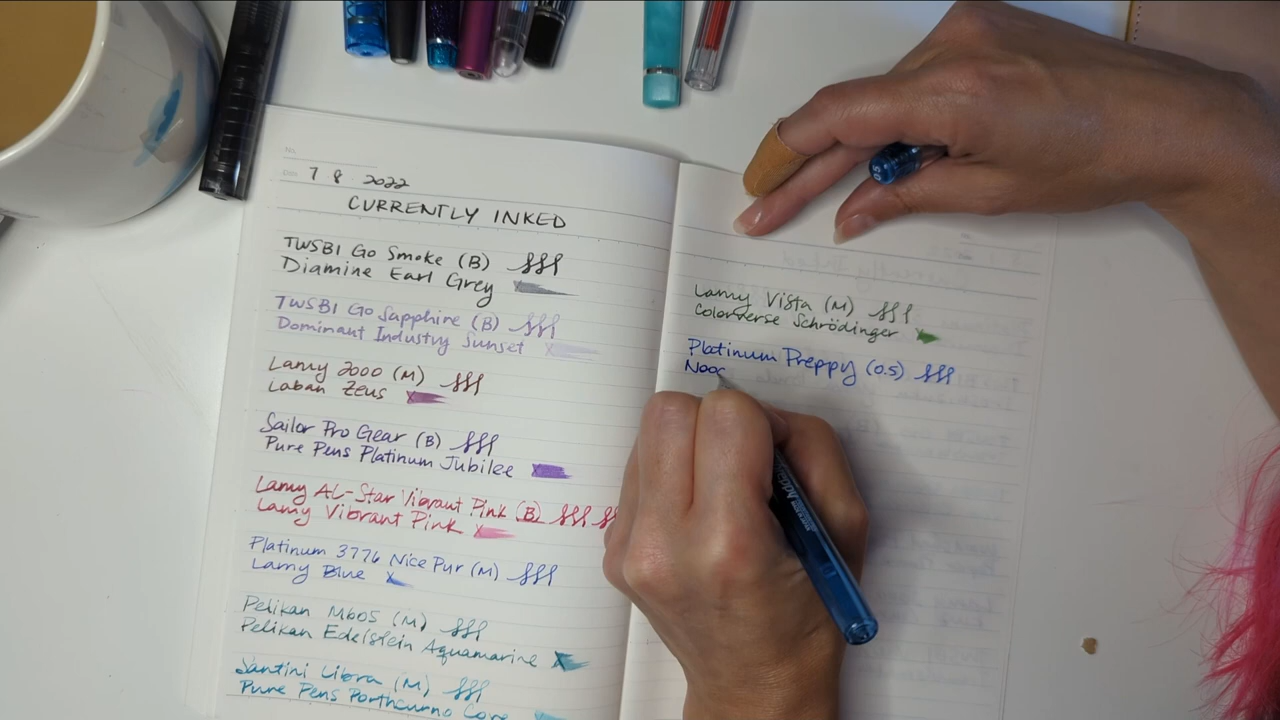 7 8 2022
CURRENTLY INKED
TWSBI Go Smoke (B)
Diamine Earl Grey
TWSBI Go Sapphire (B)
Dominant Industry Sunset
Lamy 2000 (M)
Laban Zeus
Sailor Pro Gear (B)
Pure Pens Platinum Jubilee
Lamy AL-Star Vibrant Pink (B)
Lamy Vibrant Pink
Platinum 3776 Nice Pur (M)
Lamy Blue
Pelikan M605 (M)
Pelikan Edelstein Aquamarine
Santini Libra (M)
Pure Pens Porthcurno Cove
Lamy Vista (M)
Colorverse Schrödinger
Platinum Preppy (0.5)
Nooo